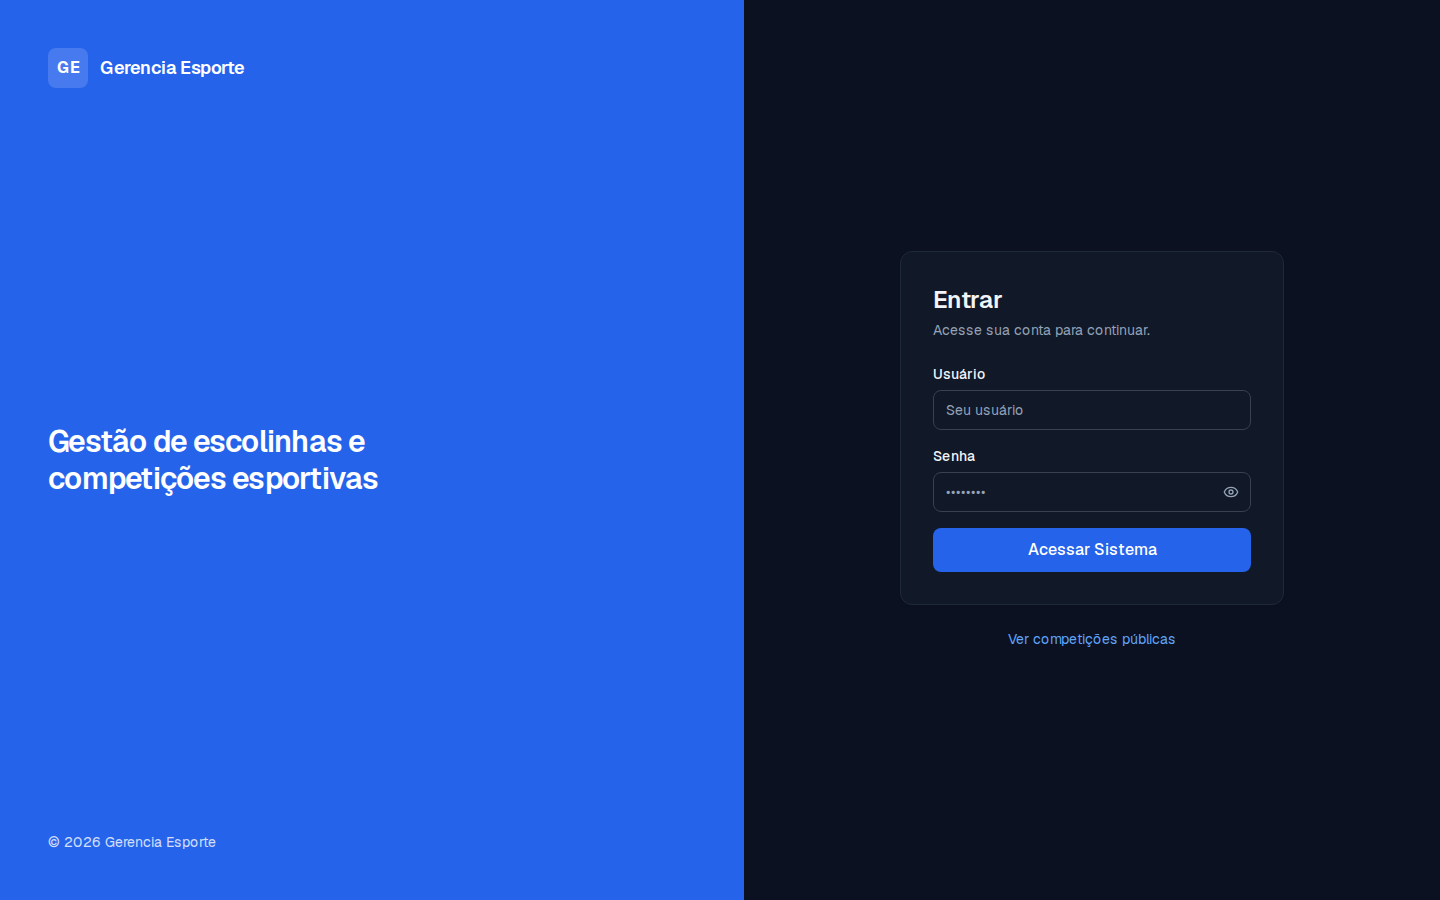 GE
Gerencia Esporte
Gestão de escolinhas e
competições esportivas
© 2026 Gerencia Esporte
Entrar
Acesse sua conta para continuar.
Usuário
Seu usuário
Senha
••••••••
Acessar Sistema
Ver competições públicas